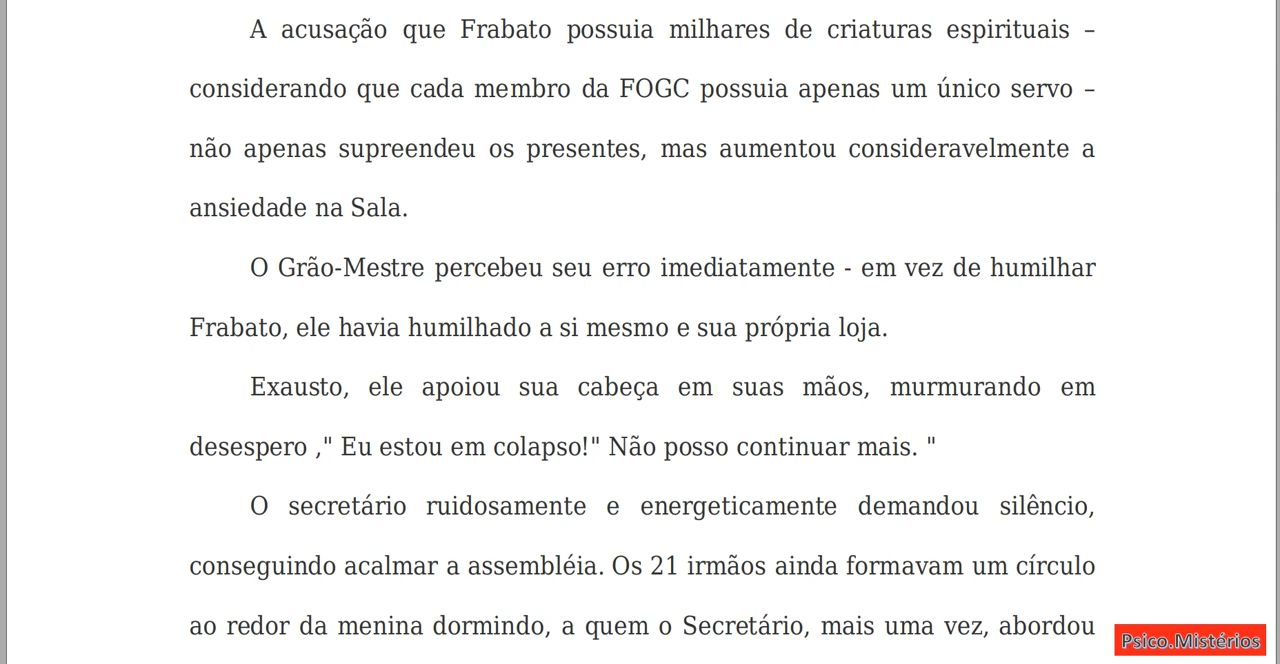 A acusação que Frabato possuia milhares de criaturas espirituais –
considerando que cada membro da FOGC possuia apenas um único servo –
não apenas supreendeu os presentes, mas aumentou consideravelmente a
ansiedade na Sala.
O Grão-Mestre percebeu seu erro imediatamente - em vez de humilhar
Frabato, ele havia humilhado a si mesmo e sua própria loja.
Exausto, ele apoiou sua cabeça em suas mãos, murmurando em
desespero ," Eu estou em colapso!" Não posso continuar mais. "
O secretário ruidosamente e energeticamente demandou silêncio,
conseguindo acalmar a assembléia. Os 21 irmãos ainda formavam um círculo
ao redor da menina dormindo, a quem o Secretário, mais uma vez, abordou
Psico.Mistérios